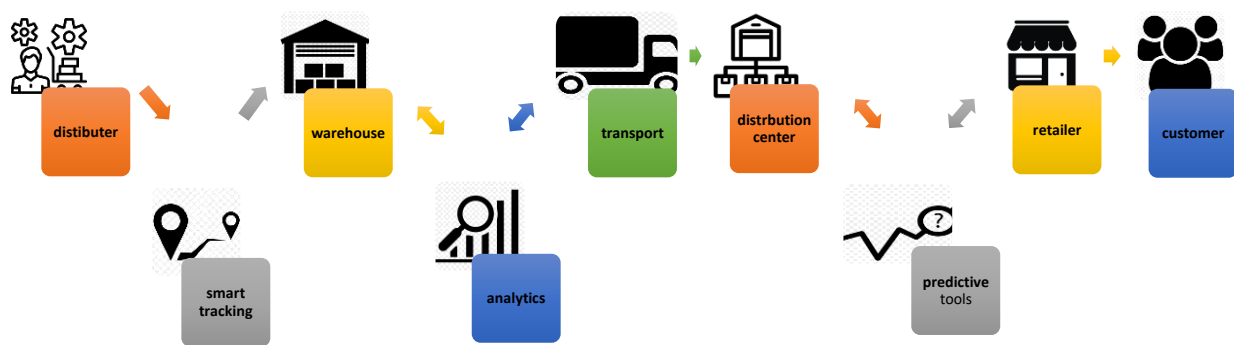 distibuter
warehouse
transport
distrbution
center
retailer
customer
smart
tracking
analytics
?
predictive
tools